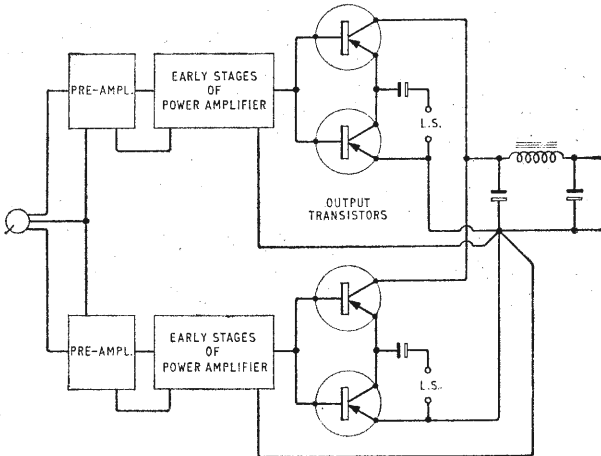 PRE-AMPL.
EARLY STAGES
OF
POWER AMPLIFIER
L.S.
OUTPUT
TRANSISTORS
PRE-AMPL.
EARLY STAGES
OF
POWER AMPLIFIER
L.S.